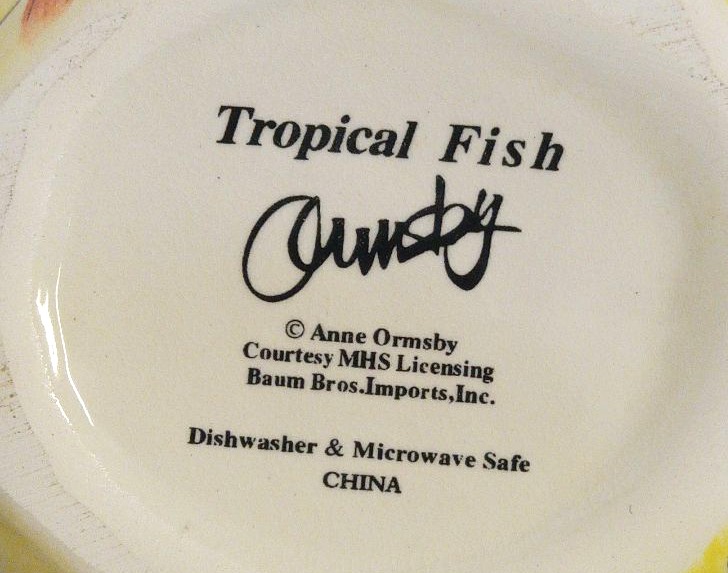 Tropical Fish
Ormsby
© Anne Ormsby
Courtesy MHS Licensing
Baum Bros.Imports,Inc.
Dishwasher & Microwave Safe
CHINA